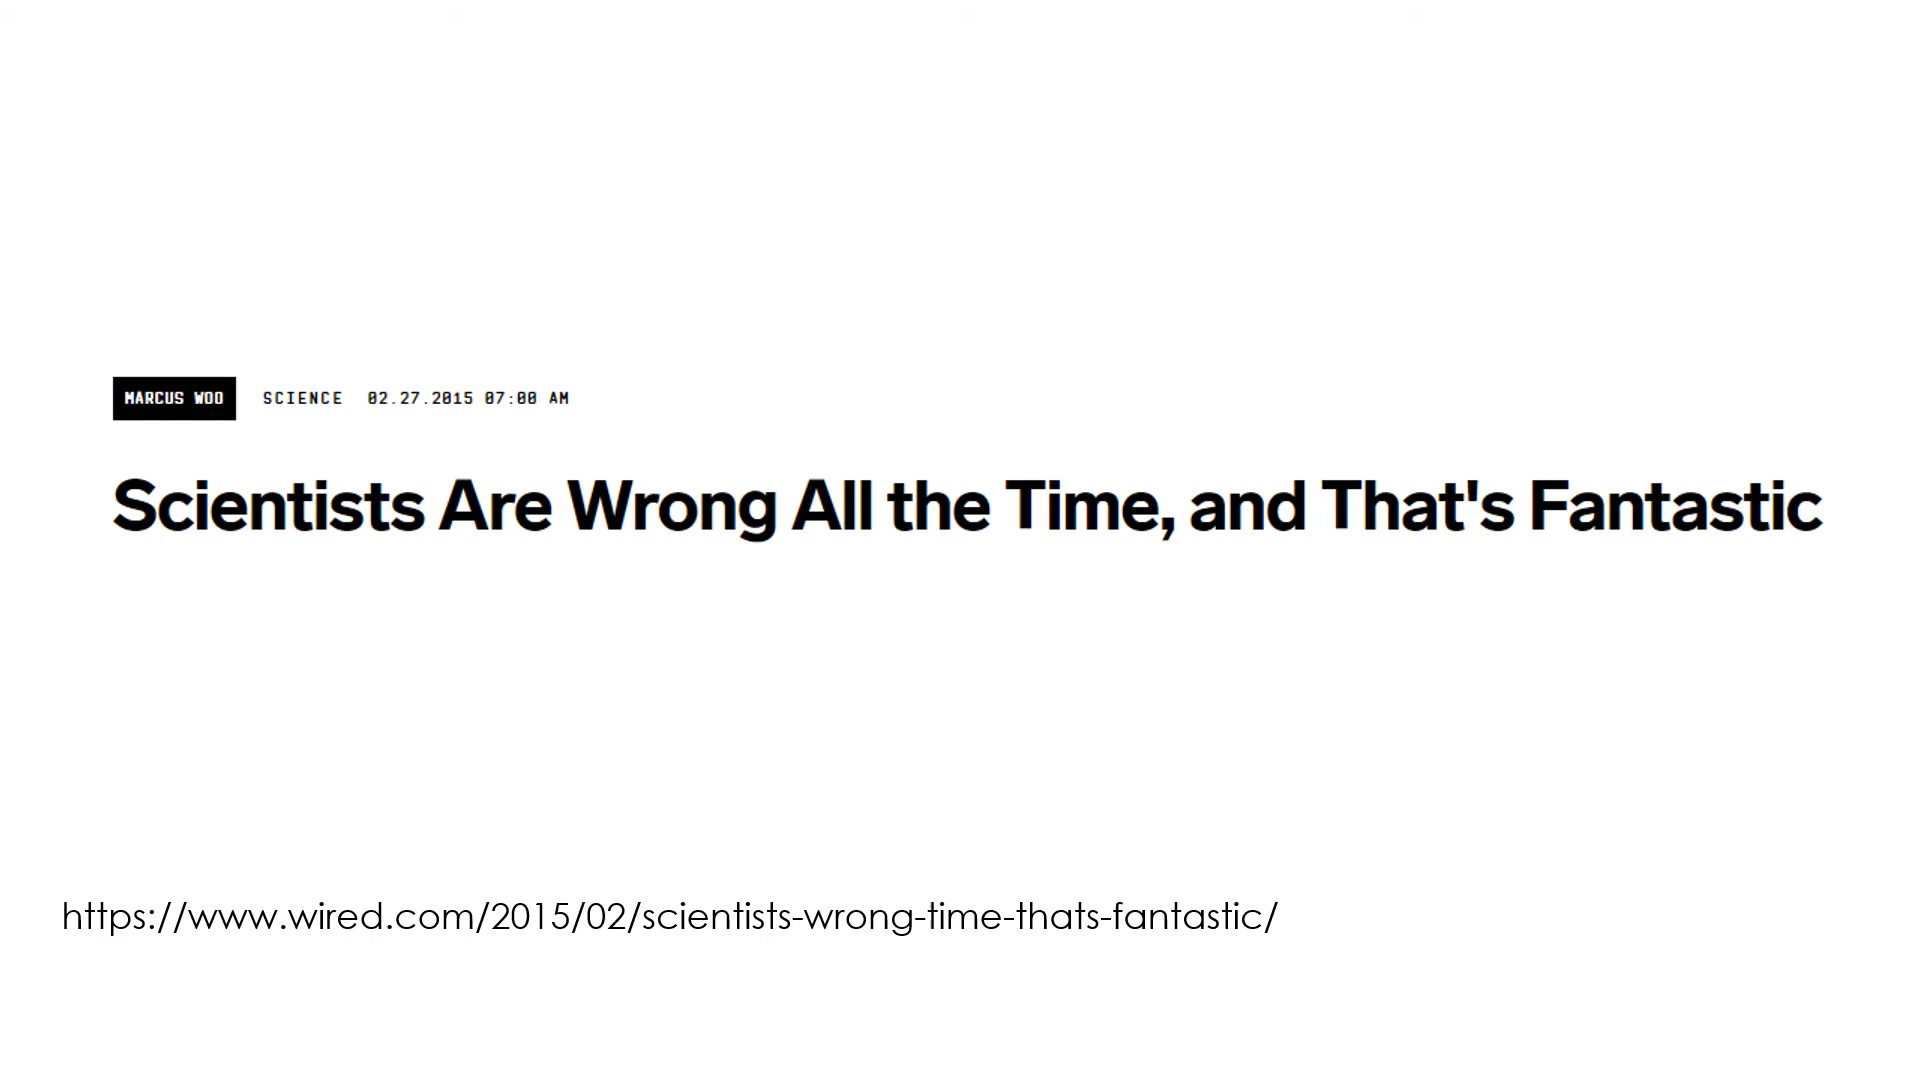 MARCUS WOO SCIENCE 02.27.2015 07:00 AM
Scientists Are Wrong All the Time, and That's Fantastic
https://www.wired.com/2015/02/scientists-wrong-time-thats-fantastic/